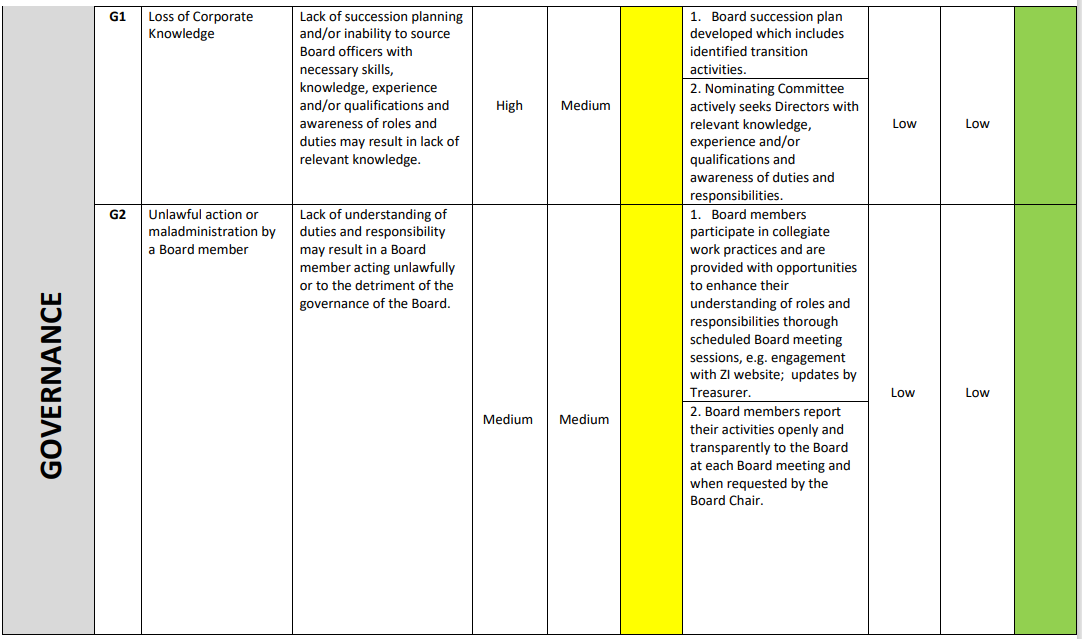 GOVERNANCE
G1
Loss of Corporate
Knowledge
Lack of succession planning
and/or inability to source
Board officers with
necessary skills,
knowledge, experience
and/or qualifications and
awareness of roles and
duties may result in lack of
relevant knowledge.
High
Medium
1. Board succession plan
developed which includes
identified transition
activities.
2. Nominating Committee
actively seeks Directors with
relevant knowledge,
experience and/or
qualifications and
awareness of duties and
responsibilities.
Low
Low
G2
Unlawful action or
maladministration by
a Board member
Lack of understanding of
duties and responsibility
may result in a Board
member acting unlawfully
or to the detriment of the
governance of the Board.
Medium
Medium
1. Board members
participate in collegiate
work practices and are
provided with opportunities
to enhance their
understanding of roles and
responsibilities thorough
scheduled Board meeting
sessions, e.g. engagement
with ZI website; updates by
Treasurer.
2. Board members report
their activities openly and
transparently to the Board
at each Board meeting and
when requested by the
Board Chair.
Low
Low